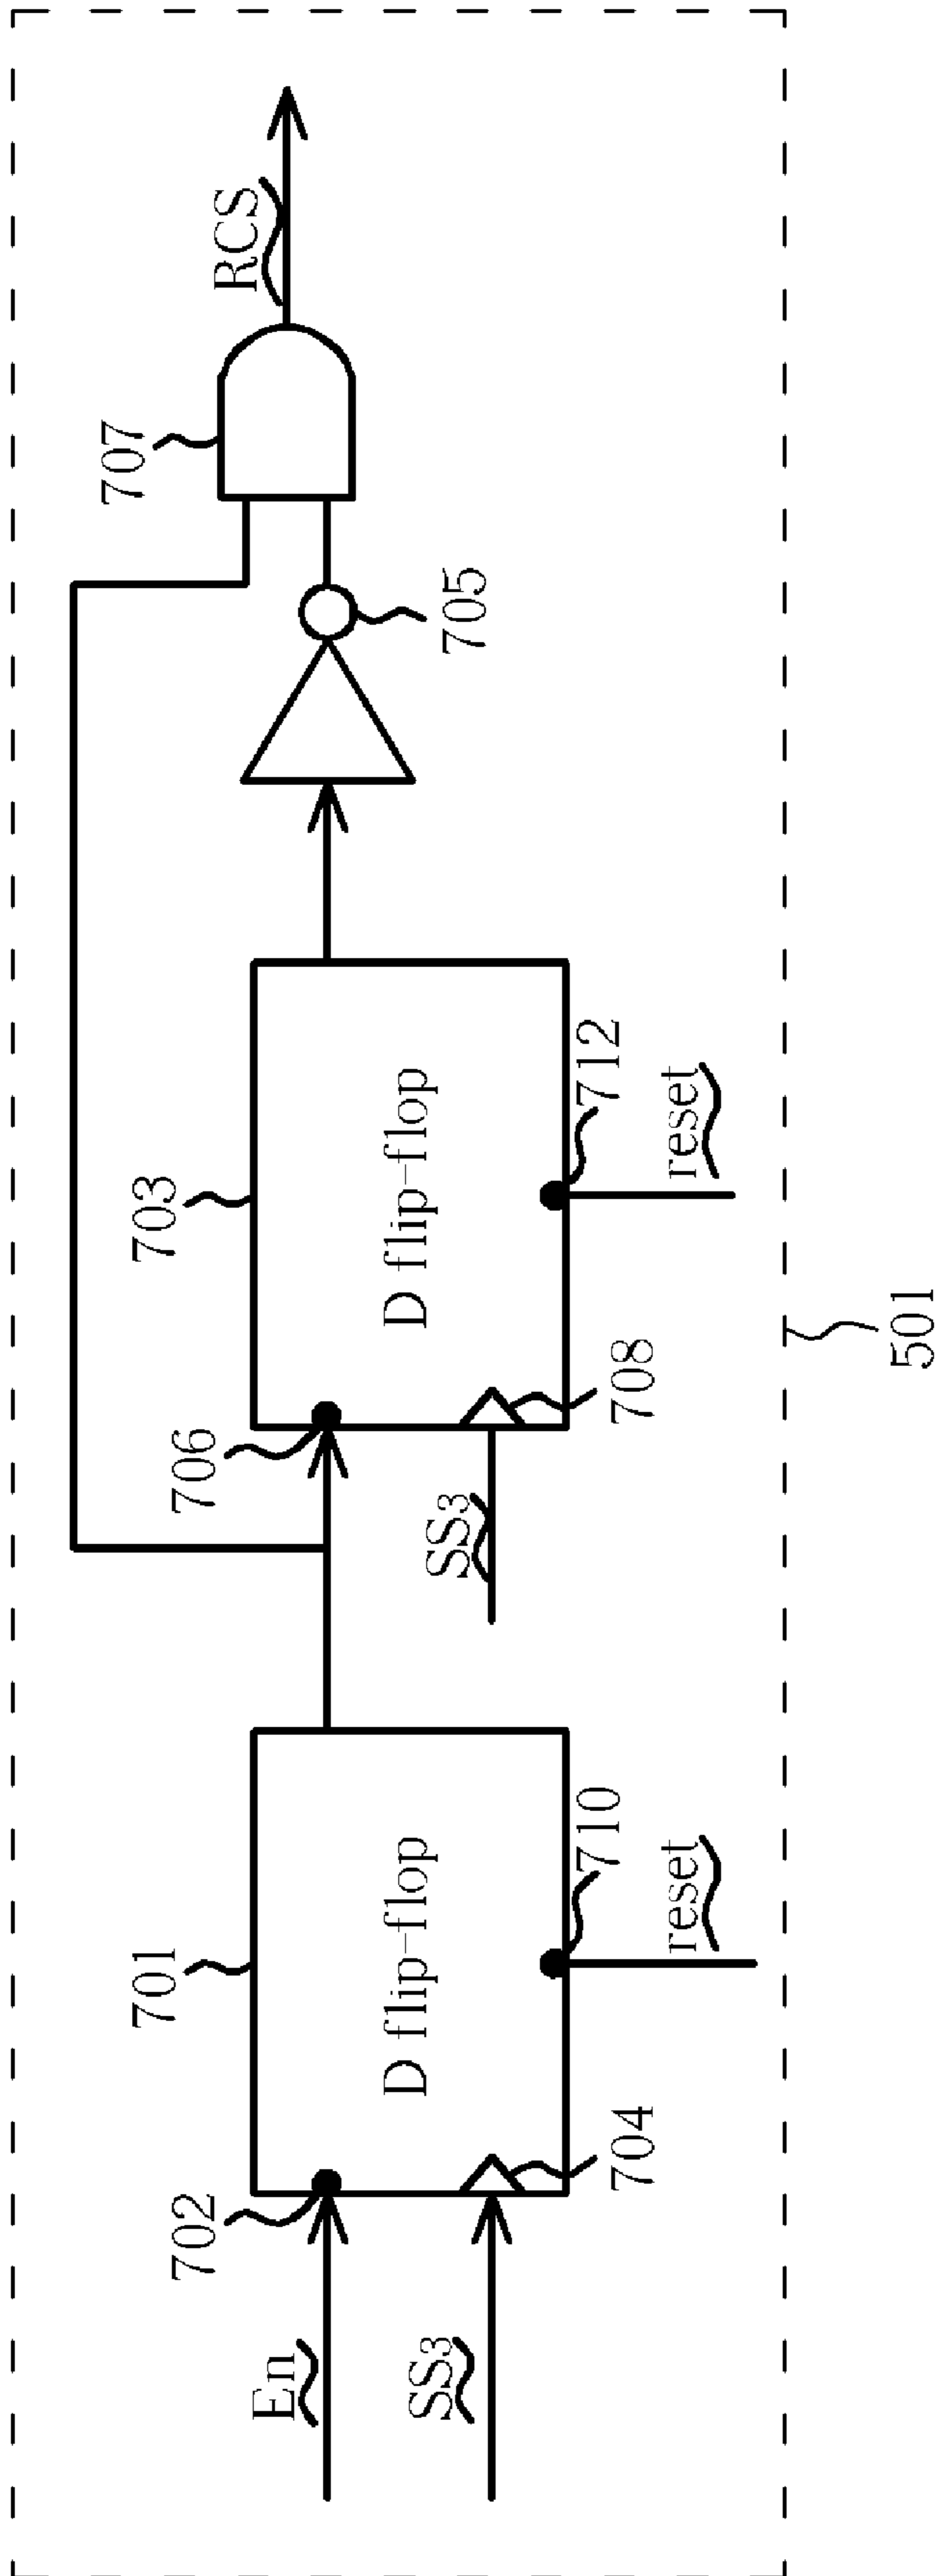 707
RCS
705
701
703
702
706
En
D flip-flop
D flip-flop
SS3
SS3
704
710
708
712
reset
reset
501